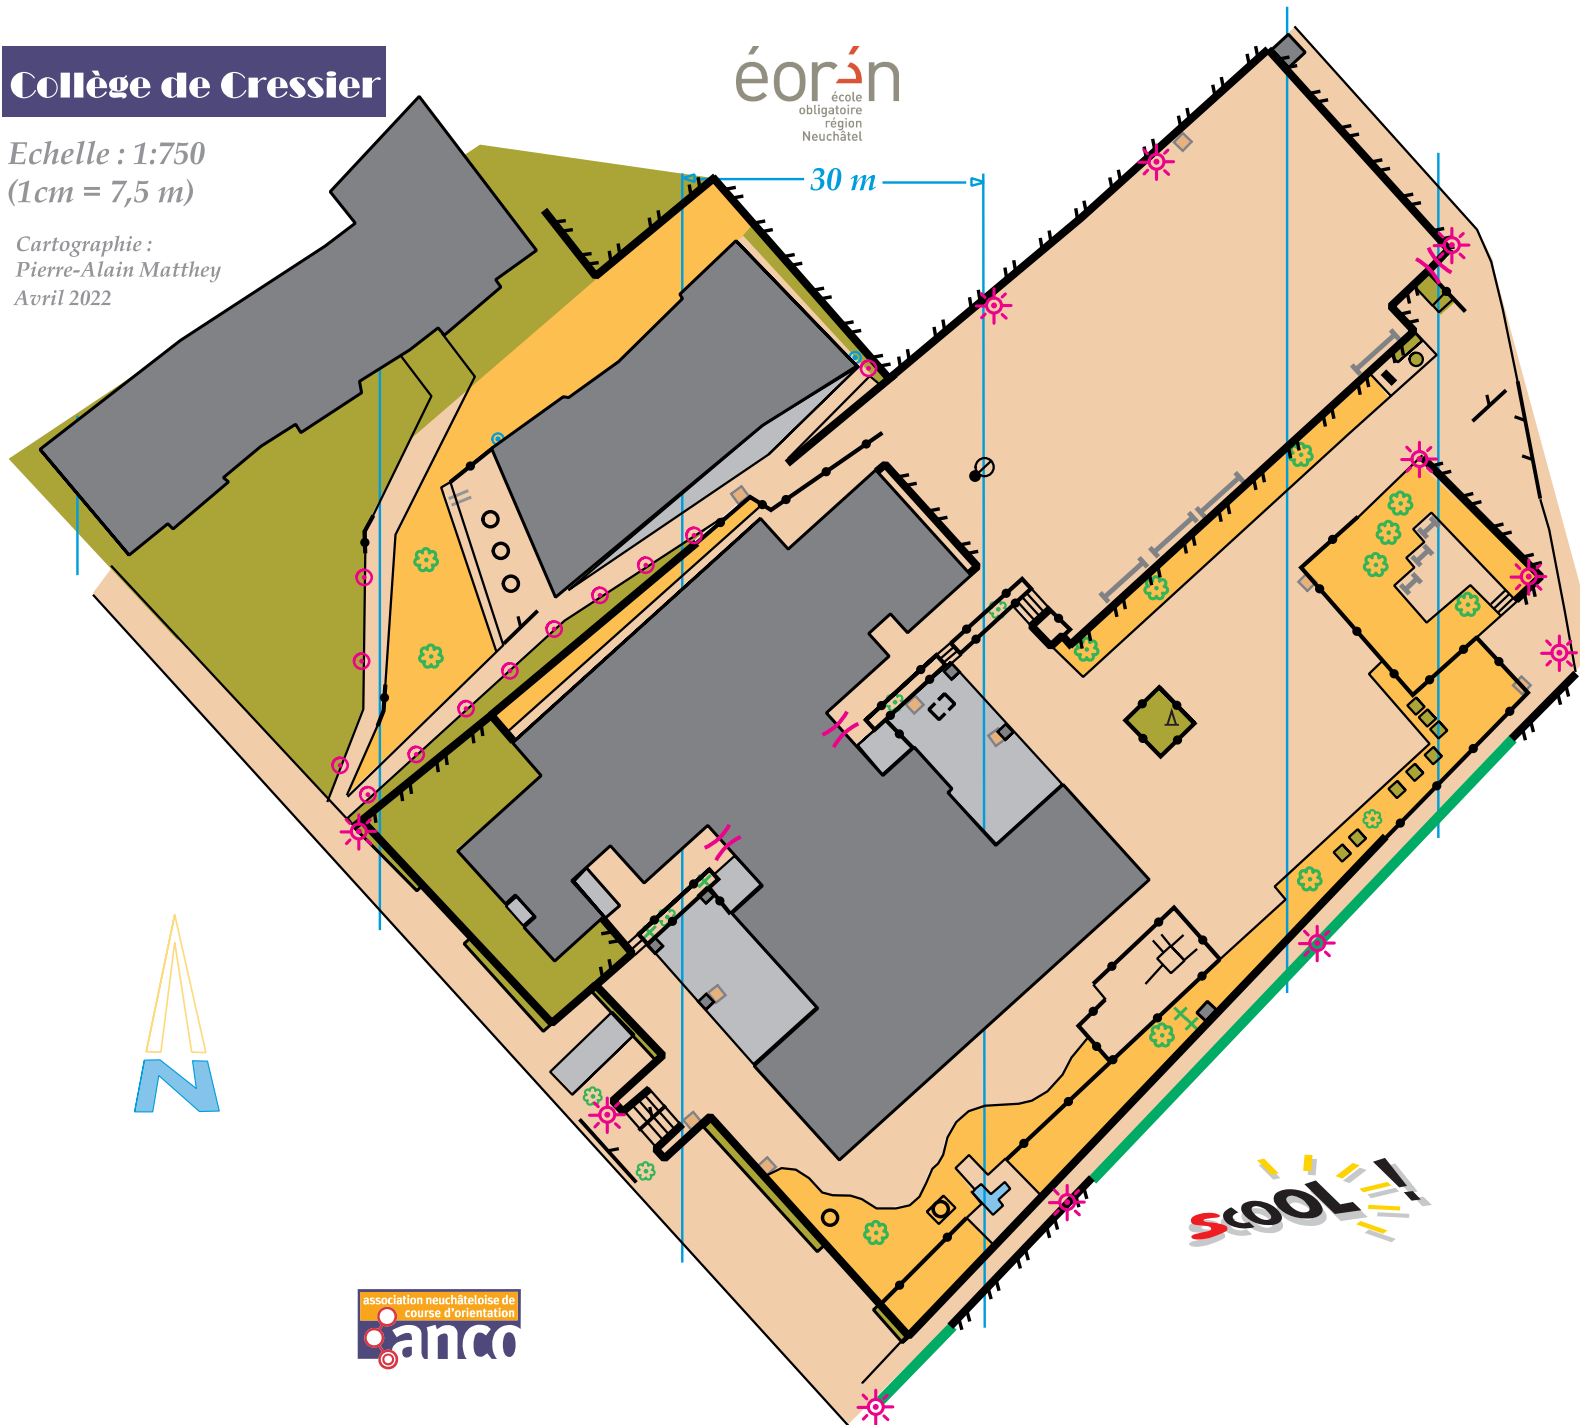 Collège de Cressier
Echelle : 1:750
(1cm = 7,5 m)
Cartographie :
Pierre-Alain Matthey
Avril 2022
éorén
école
obligatoire
région
Neuchâtel
30 m
N
scooL !
association neuchâteloise de
course d'orientation
anco